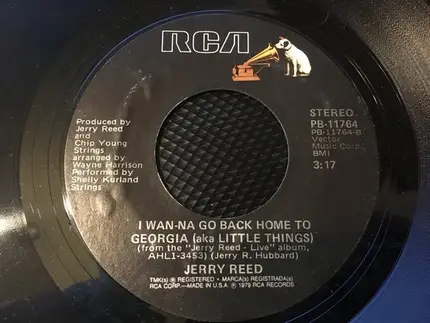 RCA
Produced by
Jerry Reed
and
Chip Young
Strings
arranged by
Wayne Harrison
Performed by
Shelly Kurland
Strings
STEREO
PB-11764
PB-11764-B
Vector
Music Corp.
BMI
3:17
I WAN-NA GO BACK HOME TO
GEORGIA (aka LITTLE THINGS)
(from the "Jerry Reed - Live" album,
AHL1-3453) (Jerry R. Hubbard)
JERRY REED
TMK(s) ® REGISTERED • MARCA(s) REGISTRADA(s)
RCA CORP.—MADE IN U.S.A. ℗ 1979 RCA RECORDS